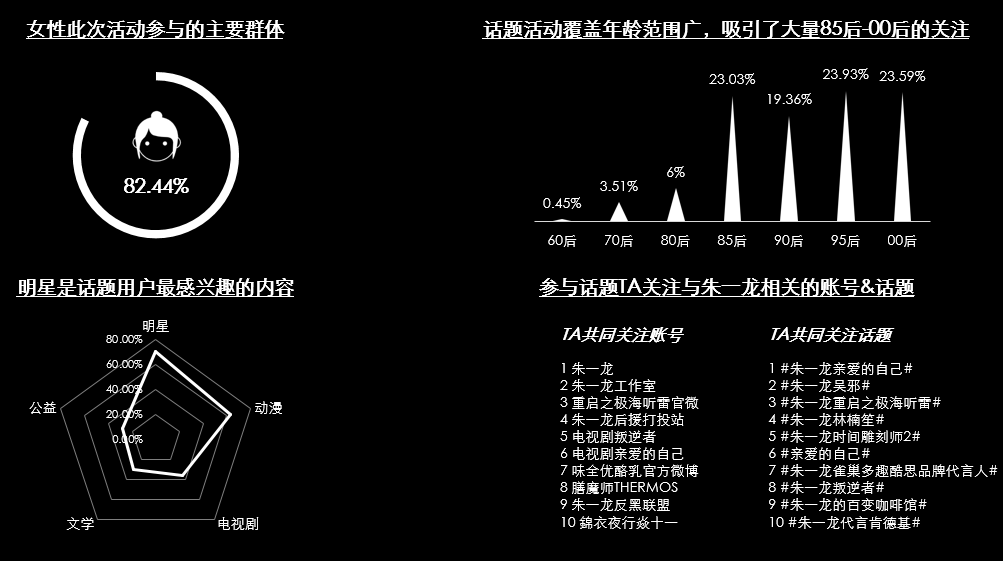 女性此次活动参与的主要群体
82.44%
话题活动覆盖年龄范围广，吸引了大量85后-00后的关注
0.45%
3.51%
6%
23.03%
19.36%
23.93%
23.59%
60后
70后
80后
85后
90后
95后
00后
明星是话题用户最感兴趣的内容
明星
80.00%
60.00%
40.00%
20.00%
0.00%
公益
动漫
文学
电视剧
参与话题TA关注与朱一龙相关的账号&话题
TA共同关注账号
1 朱一龙
2 朱一龙工作室
3 重启之极海听雷官微
4 朱一龙后援打投站
5 电视剧叛逆者
6 电视剧亲爱的自己
7 味全优酪乳官方微博
8 膳魔师THERMOS
9 朱一龙反黑联盟
10 錦衣夜行焱十一
TA共同关注话题
1 #朱一龙亲爱的自己#
2 #朱一龙吴邪#
3 #朱一龙重启之极海听雷#
4 #朱一龙林楠笙#
5 #朱一龙时间雕刻师2#
6 #亲爱的自己#
7 #朱一龙雀巢多趣酷思品牌代言人#
8 #朱一龙叛逆者#
9 #朱一龙的百变咖啡馆#
10 #朱一龙代言肯德基#